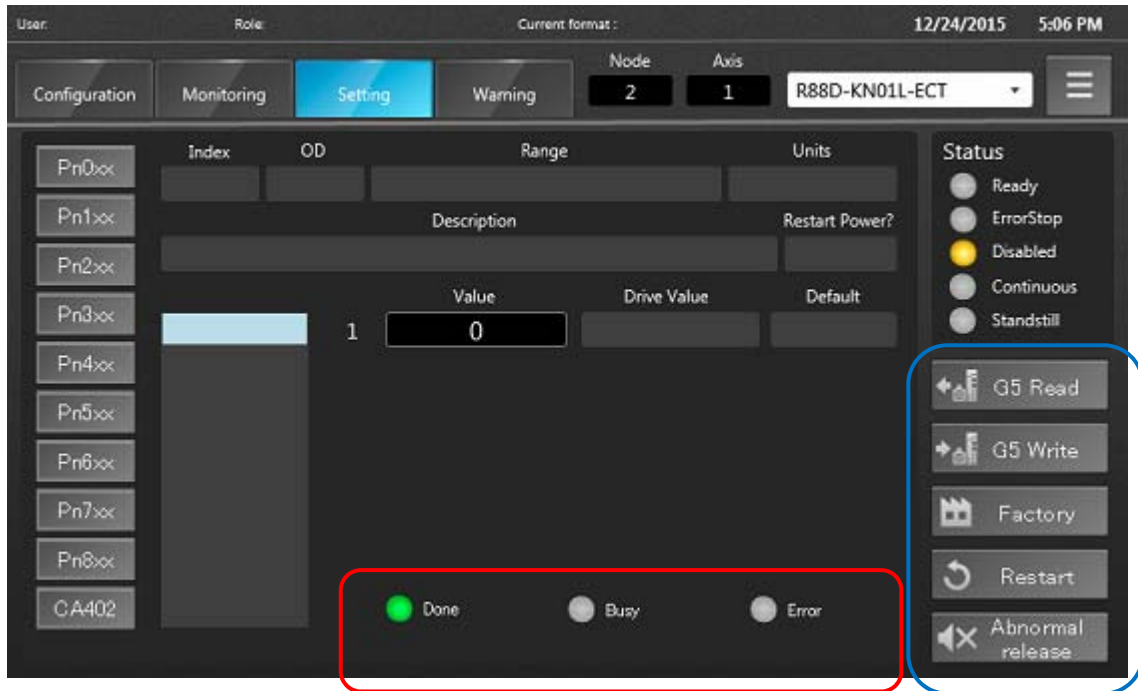 User: Role: Current format : 12/24/2015 5:06 PM
Node Axis
Configuration Monitoring Setting Warning 2 1 R88D-KN01L-ECT
Pn0xx Index OD Range Units Status
Ready
Pn1xx Description Restart Power? ErrorStop
Pn2xx Disabled
Value Drive Value Default Continuous
Pn3xx 1 0 Standstill
Pn4xx G5 Read
Pn5xx
Pn6xx G5 Write
Pn7xx Factory
Pn8xx Restart
CA402 Done Busy Error
Abnormal
release